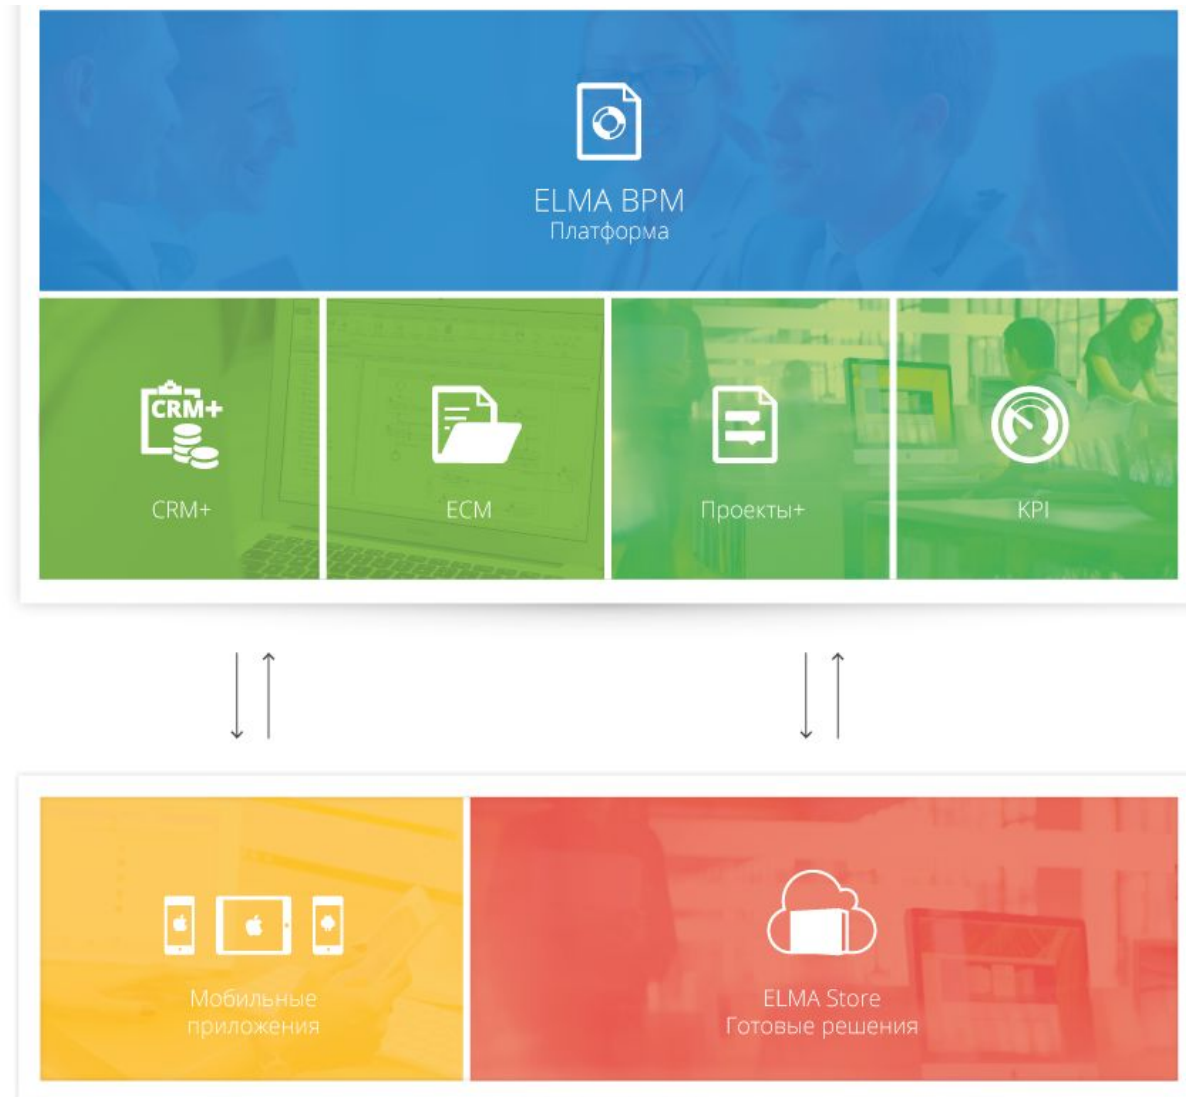 ELMA BPM
Платформа
CRM+
CRM+
ECM
Проекты+
KPI
Мобильные
приложения
ELMA Store
Готовые решения